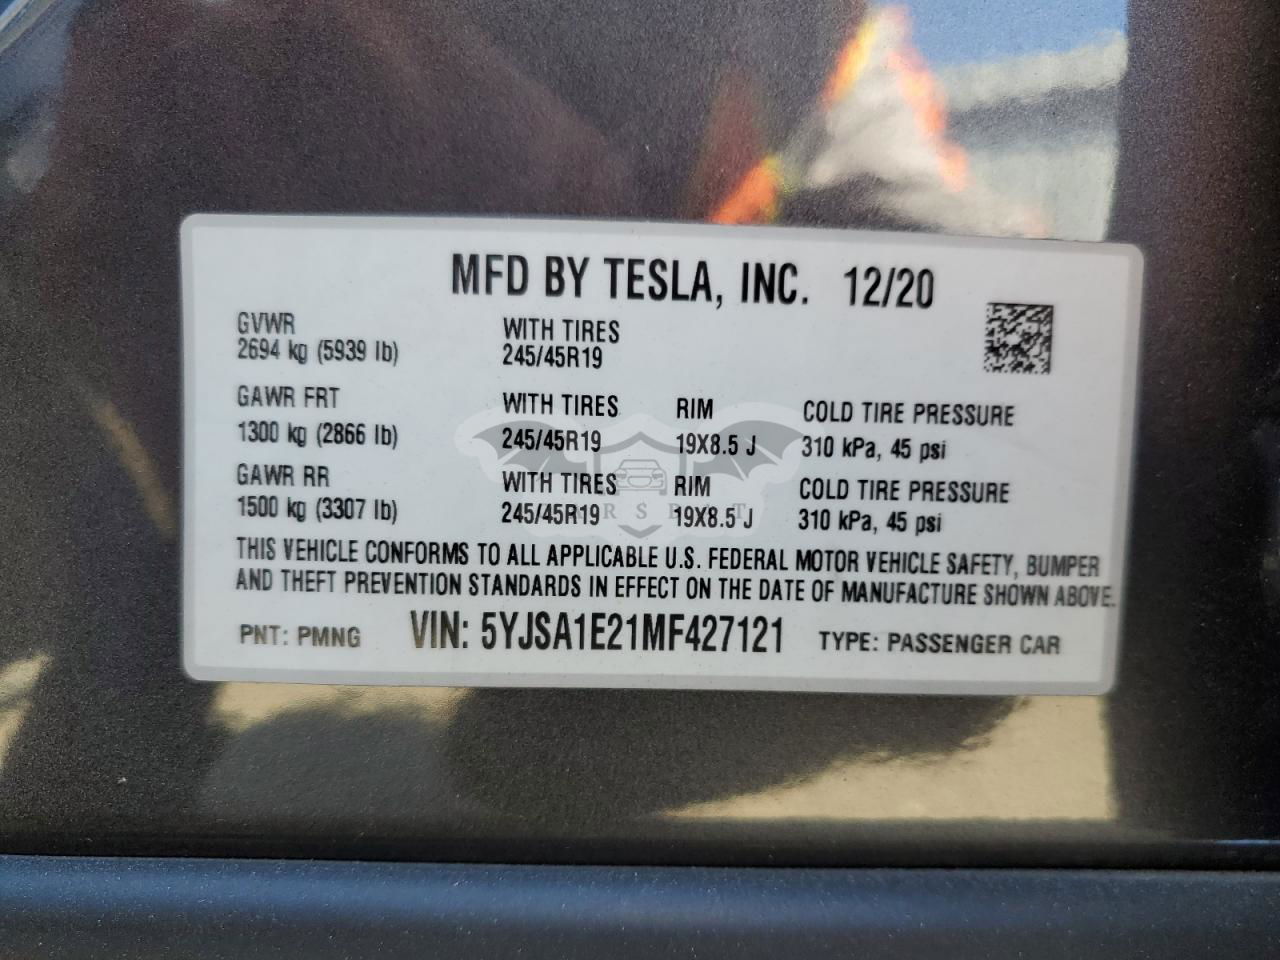 MFD BY TESLA, INC. 12/20
GVWR
2694 kg (5939 lb)
WITH TIRES
245/45R19
GAWR FRT
1300 kg (2866 lb)
WITH TIRES
245/45R19
RIM
19X8.5 J
COLD TIRE PRESSURE
310 kPa, 45 psi
GAWR RR
1500 kg (3307 lb)
WITH TIRES
245/45R19
RIM
19X8.5 J
COLD TIRE PRESSURE
310 kPa, 45 psi
THIS VEHICLE CONFORMS TO ALL APPLICABLE U.S. FEDERAL MOTOR VEHICLE SAFETY, BUMPER
AND THEFT PREVENTION STANDARDS IN EFFECT ON THE DATE OF MANUFACTURE SHOWN ABOVE.
PNT: PMNG VIN: 5YJSA1E21MF427121 TYPE: PASSENGER CAR